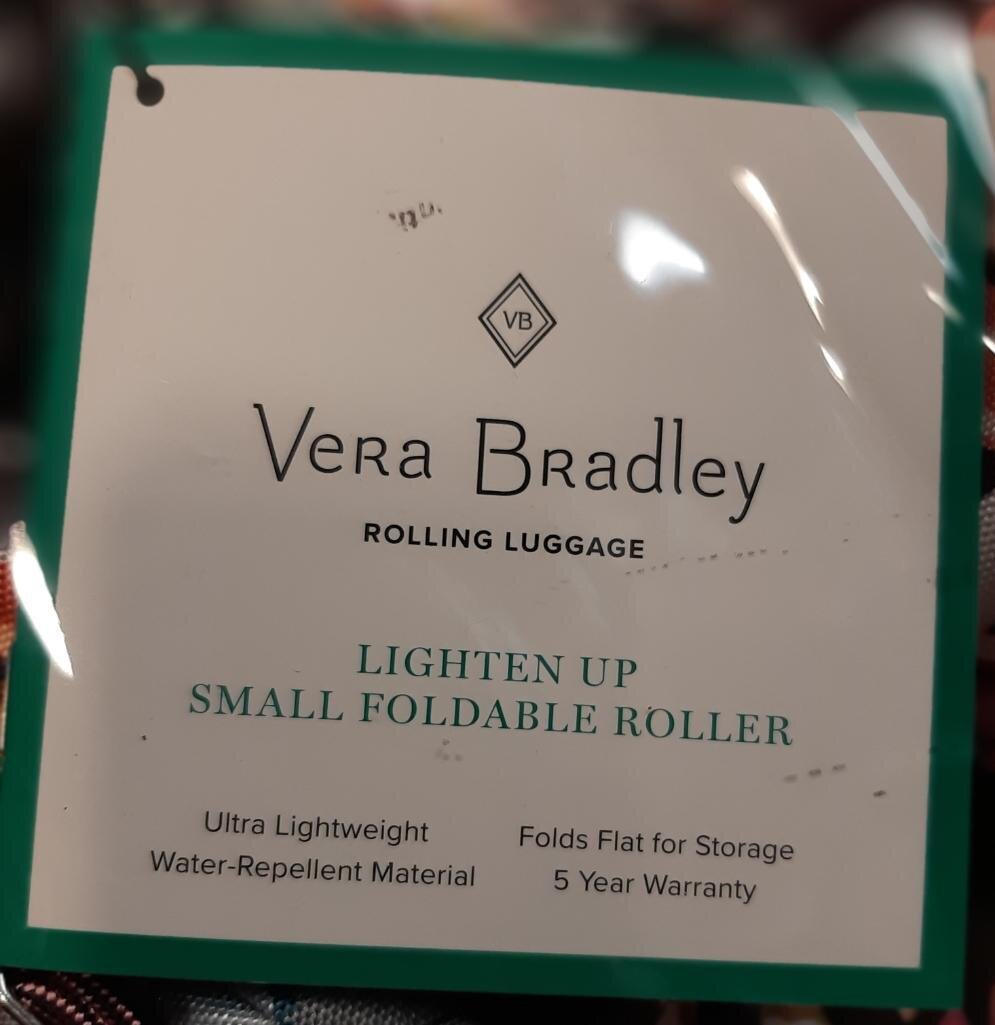 VB
Vera Bradley
ROLLING LUGGAGE
LIGHTEN UP
SMALL FOLDABLE ROLLER
Ultra Lightweight
Water-Repellent Material
Folds Flat for Storage
5 Year Warranty